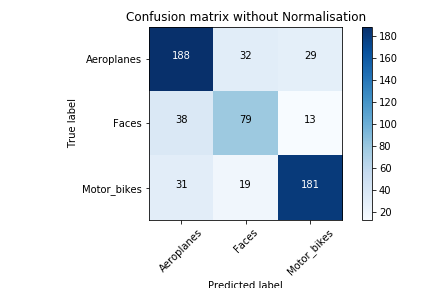 Confusion matrix without Normalisation
Aeroplanes 188 32 29
Faces 38 79 13
Motor_bikes 31 19 181
True label
Aeroplanes Faces Motor_bikes
Predicted label
180
160
140
120
100
80
60
40
20